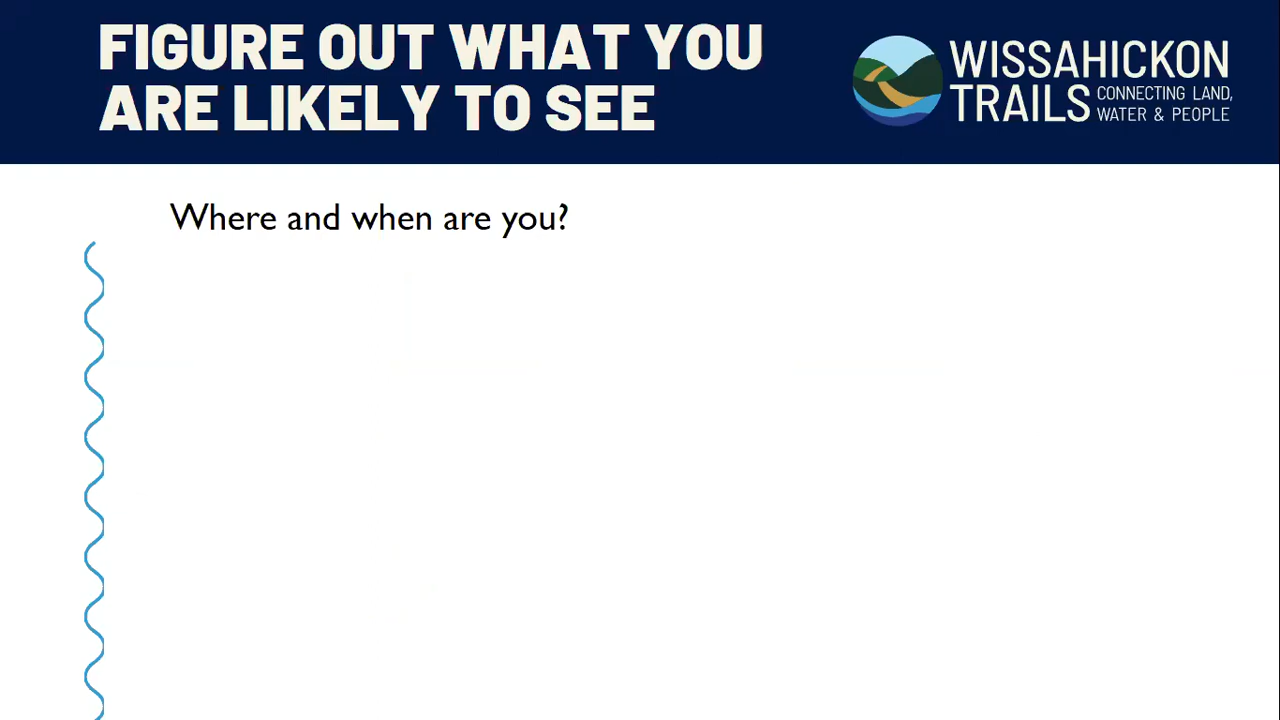 FIGURE OUT WHAT YOU
ARE LIKELY TO SEE
WISSAHICKON
TRAILS CONNECTING LAND,
WATER & PEOPLE
Where and when are you?